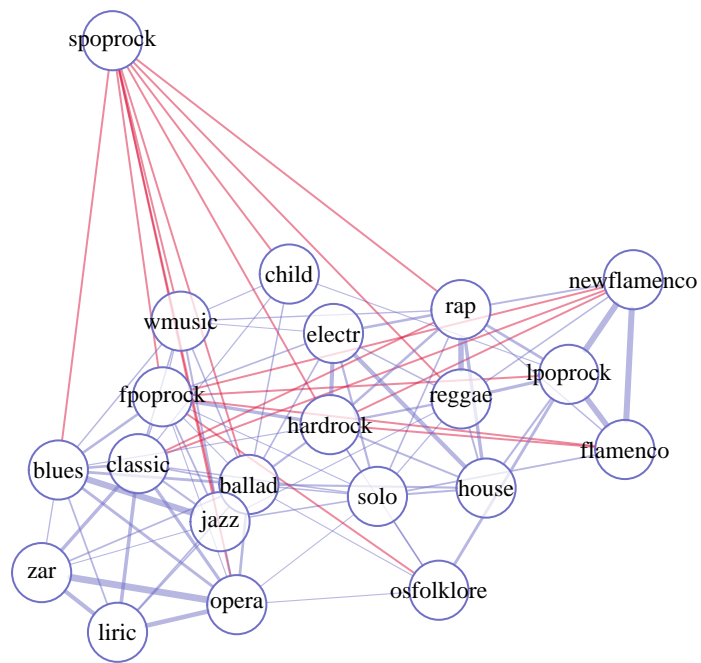 spoprock
child
newflamenco
wmusic
electr
rap
fpoprock
lpoprock
reggae
hardrock
flamenco
blues
classic
ballad
solo
house
jazz
zar
opera
osfolklore
liric